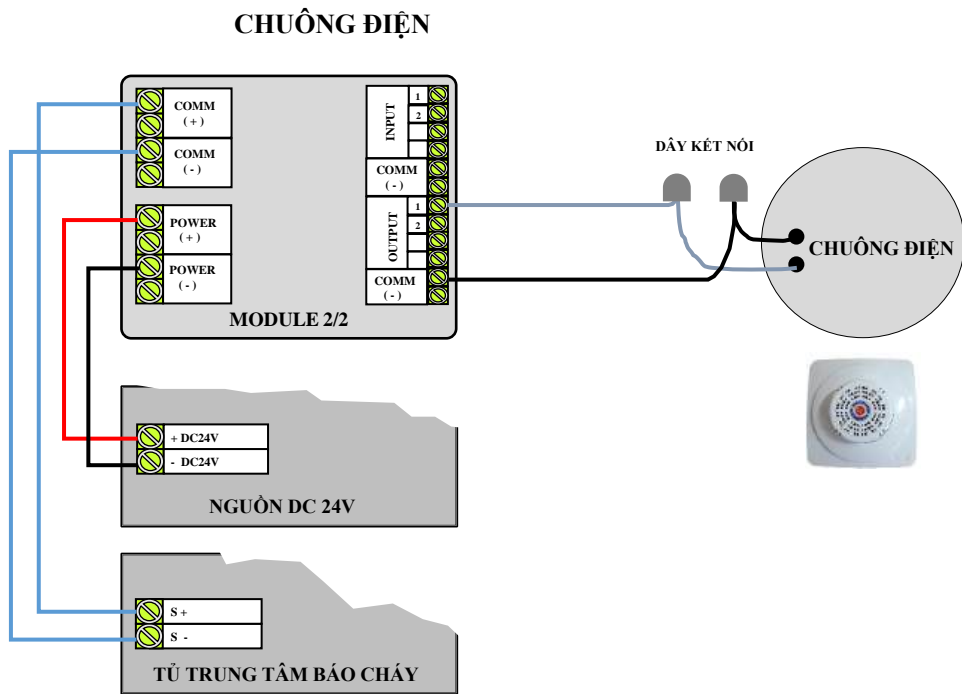 CHUÔNG ĐIỆN
COMM
( + )
COMM
( - )
POWER
( + )
POWER
( - )
INPUT
1
2
COMM
( - )
OUTPUT
1
2
COMM
( - )
MODULE 2/2
DÂY KẾT NỐI
CHUÔNG ĐIỆN
+ DC24V
- DC24V
NGUỒN DC 24V
S +
S -
TỦ TRUNG TÂM BÁO CHÁY